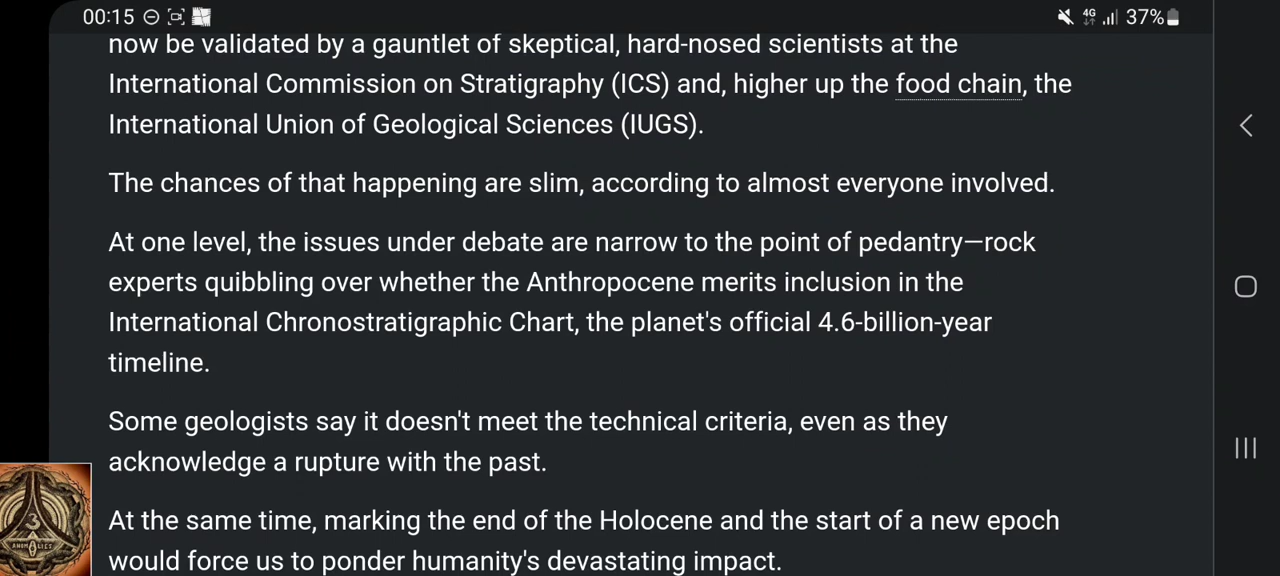 00:15
4G
37%
now be validated by a gauntlet of skeptical, hard-nosed scientists at the
International Commission on Stratigraphy (ICS) and, higher up the food chain, the
International Union of Geological Sciences (IUGS).
The chances of that happening are slim, according to almost everyone involved.
At one level, the issues under debate are narrow to the point of pedantry—rock
experts quibbling over whether the Anthropocene merits inclusion in the
International Chronostratigraphic Chart, the planet's official 4.6-billion-year
timeline.
Some geologists say it doesn't meet the technical criteria, even as they
acknowledge a rupture with the past.
3
At the same time, marking the end of the Holocene and the start of a new epoch
would force us to ponder humanity's devastating impact.